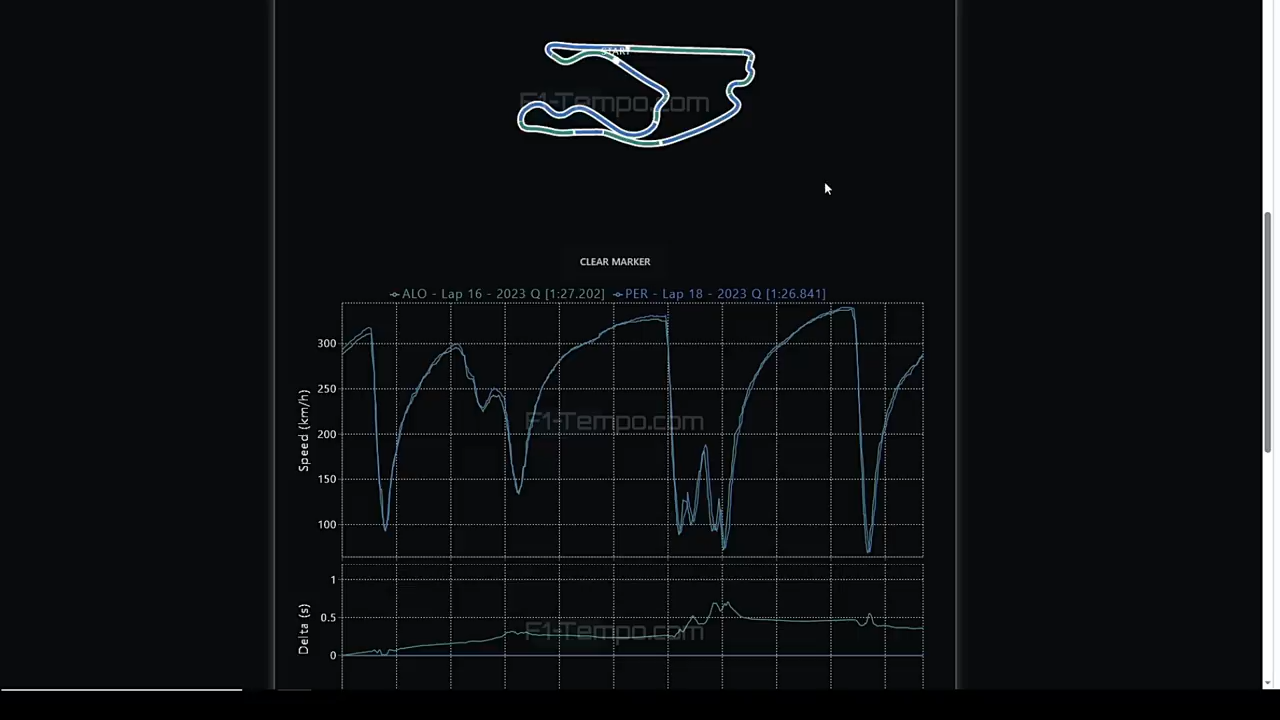 START
F1-Tempo.com
CLEAR MARKER
ALO - Lap 16 - 2023 Q [1:27.202] PER - Lap 18 - 2023 Q [1:26.841]
300
250
200
150
100
Speed (km/h)
F1-Tempo.com
1
0.5
0
Delta (s)
F1-Tempo.com